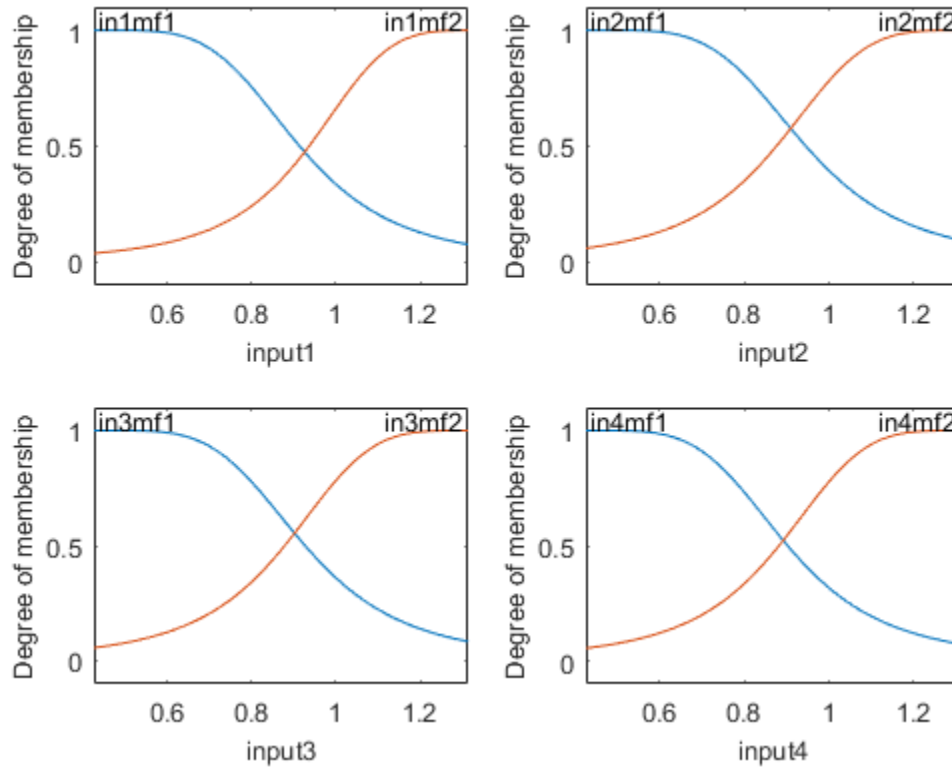 in1mf1 in1mf2
Degree of membership
1
0.5
0
0.6 0.8 1 1.2
input1
in2mf1 in2mf2
Degree of membership
1
0.5
0
0.6 0.8 1 1.2
input2
in3mf1 in3mf2
Degree of membership
1
0.5
0
0.6 0.8 1 1.2
input3
in4mf1 in4mf2
Degree of membership
1
0.5
0
0.6 0.8 1 1.2
input4